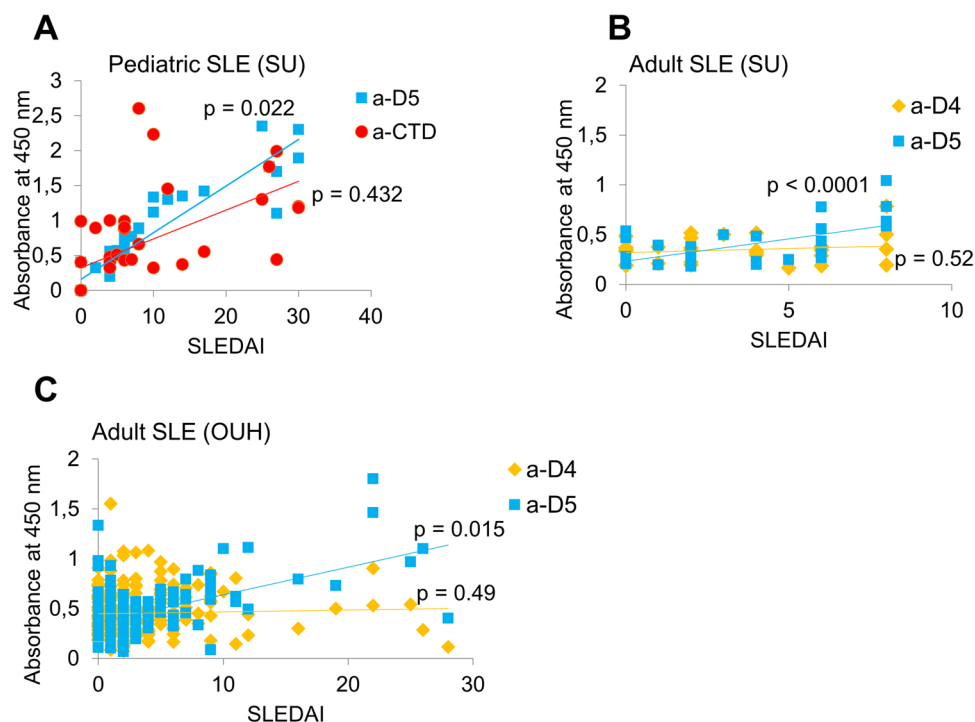 A
Pediatric SLE (SU)
3
2,5
2
1,5
1
0,5
0
Absorbance at 450 nm
0
10
20
30
40
SLEDAI
p = 0.022
p = 0.432
a-D5
a-CTD
B
Adult SLE (SU)
2
1,5
1
0,5
0
Absorbance at 450 nm
0
5
10
SLEDAI
a-D4
a-D5
p < 0.0001
p = 0.52
C
Adult SLE (OUH)
2
1,5
1
0,5
0
Absorbance at 450 nm
0
10
20
30
SLEDAI
a-D4
a-D5
p = 0.015
p = 0.49